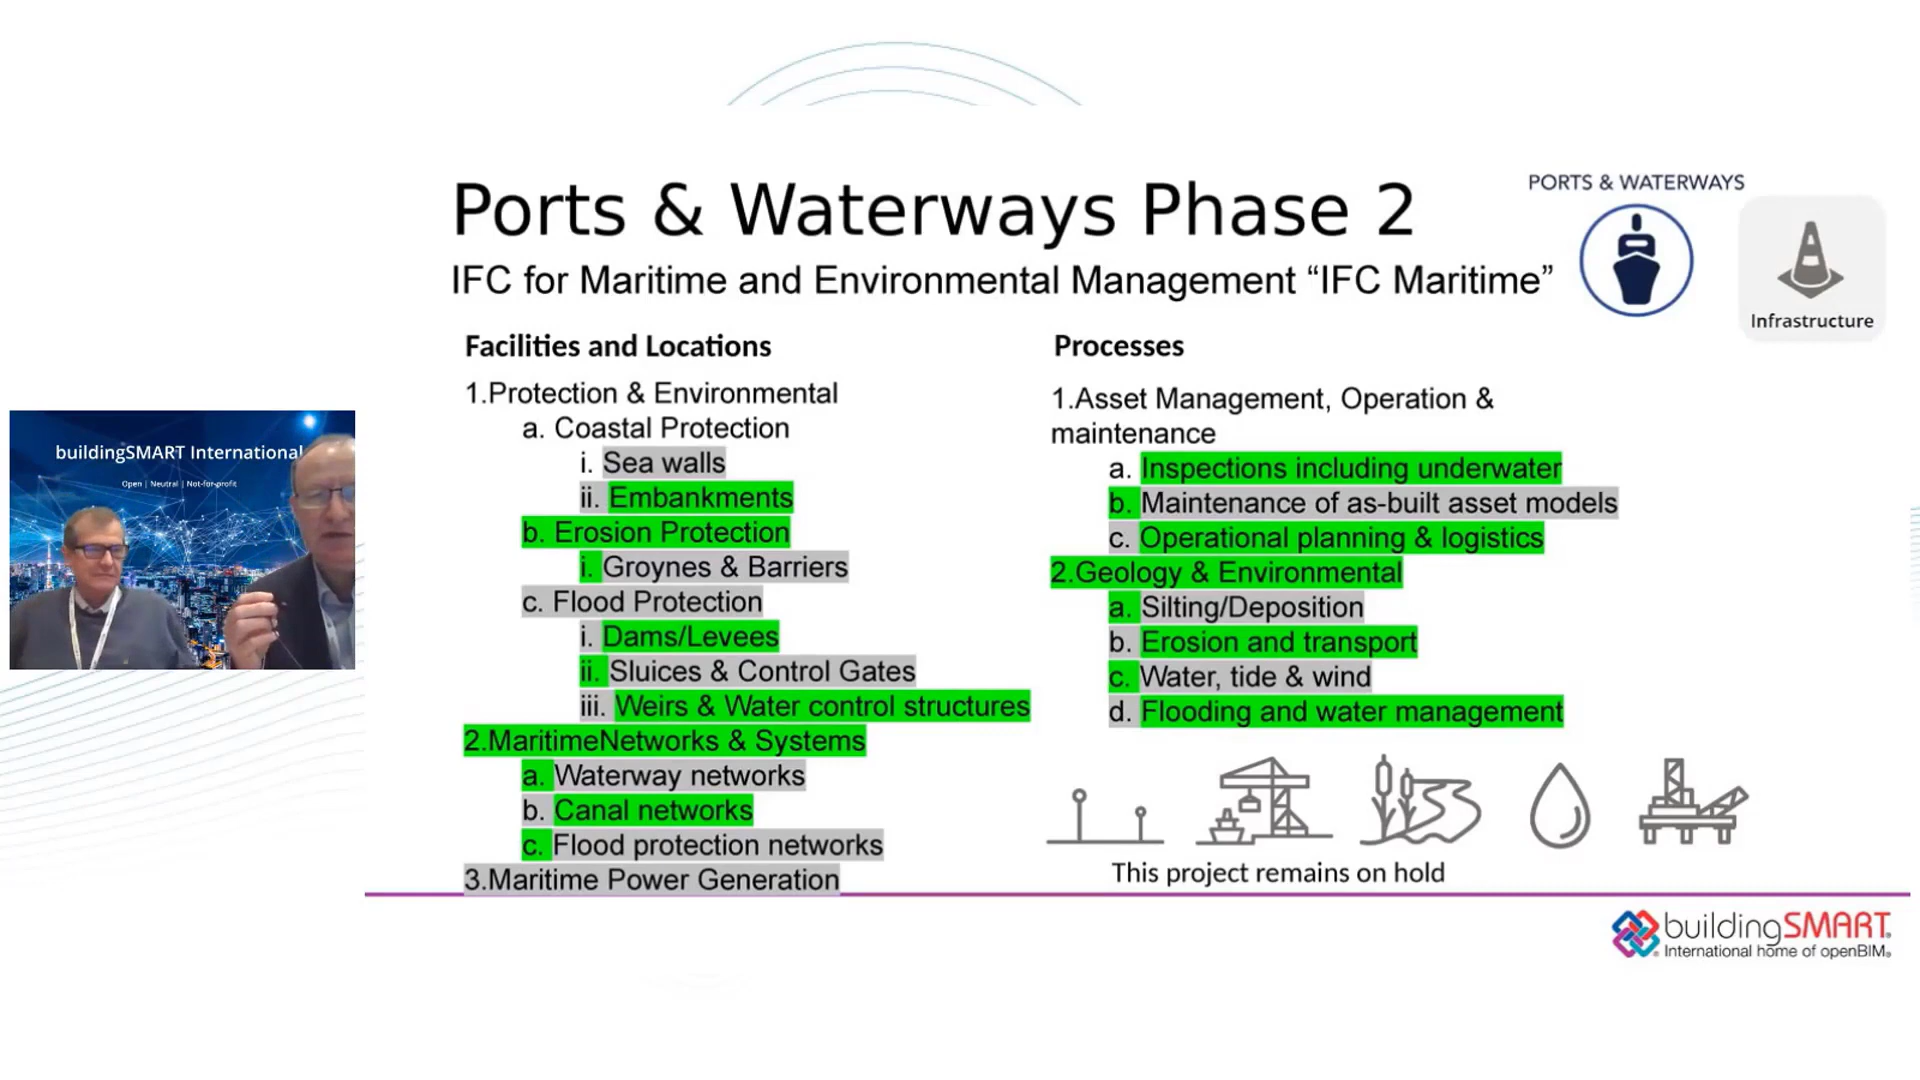 Ports & Waterways Phase 2
PORTS & WATERWAYS
IFC for Maritime and Environmental Management “IFC Maritime”
Infrastructure
Facilities and Locations
1.Protection & Environmental
a. Coastal Protection
i. Sea walls
ii. Embankments
b. Erosion Protection
i. Groynes & Barriers
c. Flood Protection
i. Dams/Levees
ii. Sluices & Control Gates
iii. Weirs & Water control structures
2.MaritimeNetworks & Systems
a. Waterway networks
b. Canal networks
c. Flood protection networks
3.Maritime Power Generation
Processes
1.Asset Management, Operation &
maintenance
a. Inspections including underwater
b. Maintenance of as-built asset models
c. Operational planning & logistics
2.Geology & Environmental
a. Silting/Deposition
b. Erosion and transport
c. Water, tide & wind
d. Flooding and water management
This project remains on hold
buildingSMART International
Open | Neutral | Not-for-profit
buildingSMART®
International home of openBIM®